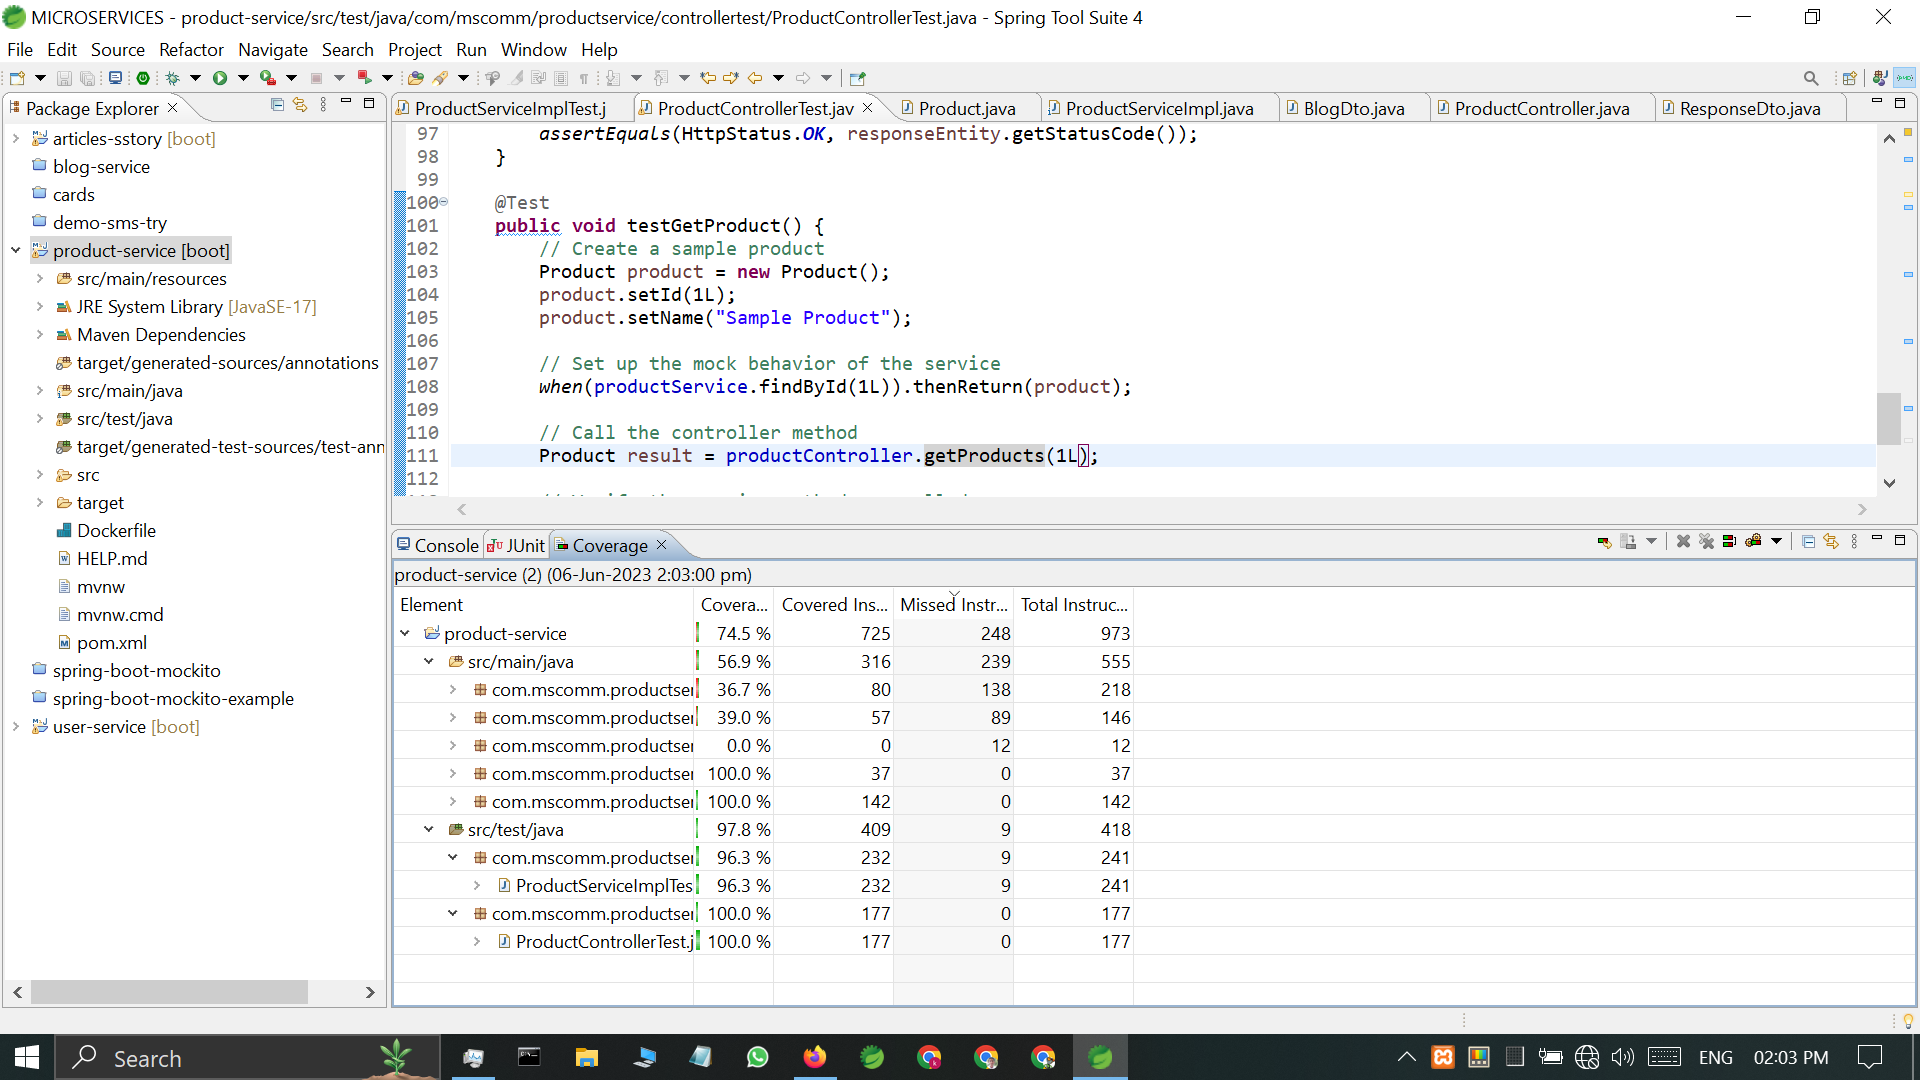 MICROSERVICES - product-service/src/test/java/com/mscomm/productservice/controllertest/ProductControllerTest.java - Spring Tool Suite 4
File Edit Source Refactor Navigate Search Project Run Window Help
Package Explorer
articles-sstory [boot]
blog-service
cards
demo-sms-try
product-service [boot]
src/main/resources
JRE System Library [JavaSE-17]
Maven Dependencies
target/generated-sources/annotations
src/main/java
src/test/java
target/generated-test-sources/test-ann
src
target
Dockerfile
HELP.md
mvnw
mvnw.cmd
pom.xml
spring-boot-mockito
spring-boot-mockito-example
user-service [boot]
ProductServiceImplTest.j ProductControllerTest.jav Product.java ProductServiceImpl.java BlogDto.java ProductController.java ResponseDto.java
97 assertEquals(HttpStatus.OK, responseEntity.getStatusCode());
98 }
99
100 @Test
101 public void testGetProduct() {
102 // Create a sample product
103 Product product = new Product();
104 product.setId(1L);
105 product.setName("Sample Product");
106
107 // Set up the mock behavior of the service
108 when(productService.findById(1L)).thenReturn(product);
109
110 // Call the controller method
111 Product result = productController.getProducts(1L);
112
Console JUnit Coverage
product-service (2) (06-Jun-2023 2:03:00 pm)
Element Covera... Covered Ins... Missed Instr... Total Instruc...
product-service 74.5 % 725 248 973
src/main/java 56.9 % 316 239 555
com.mscomm.productser 36.7 % 80 138 218
com.mscomm.productser 39.0 % 57 89 146
com.mscomm.productser 0.0 % 0 12 12
com.mscomm.productser 100.0 % 37 0 37
com.mscomm.productser 100.0 % 142 0 142
src/test/java 97.8 % 409 9 418
com.mscomm.productser 96.3 % 232 9 241
ProductServiceImplTes 96.3 % 232 9 241
com.mscomm.productser 100.0 % 177 0 177
ProductControllerTest.j 100.0 % 177 0 177
Search
ENG 02:03 PM